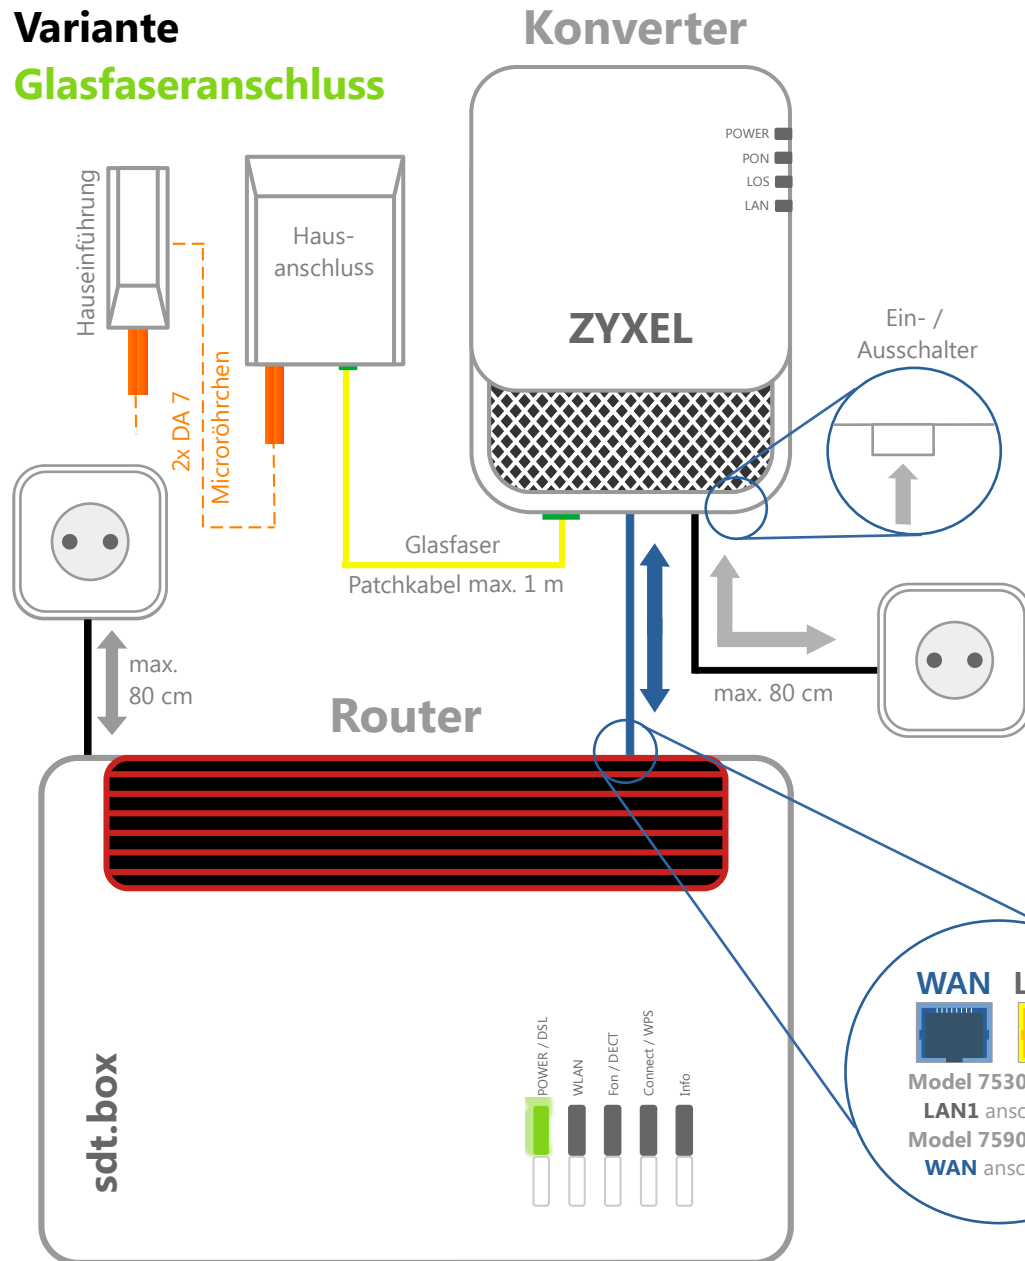 Variante
Glasfaseranschluss
Konverter
POWER
PON
LOS
LAN
Hauseinführung
Haus-
anschluss
ZYXEL
Ein- /
Ausschalter
2x DA 7
Microröhrchen
Glasfaser
Patchkabel max. 1 m
max.
80 cm
max. 80 cm
Router
WAN
Model 7530
LAN1
Model 7590
WAN
sdt.box
POWER / DSL
WLAN
Fon / DECT
Connect / WPS
Info